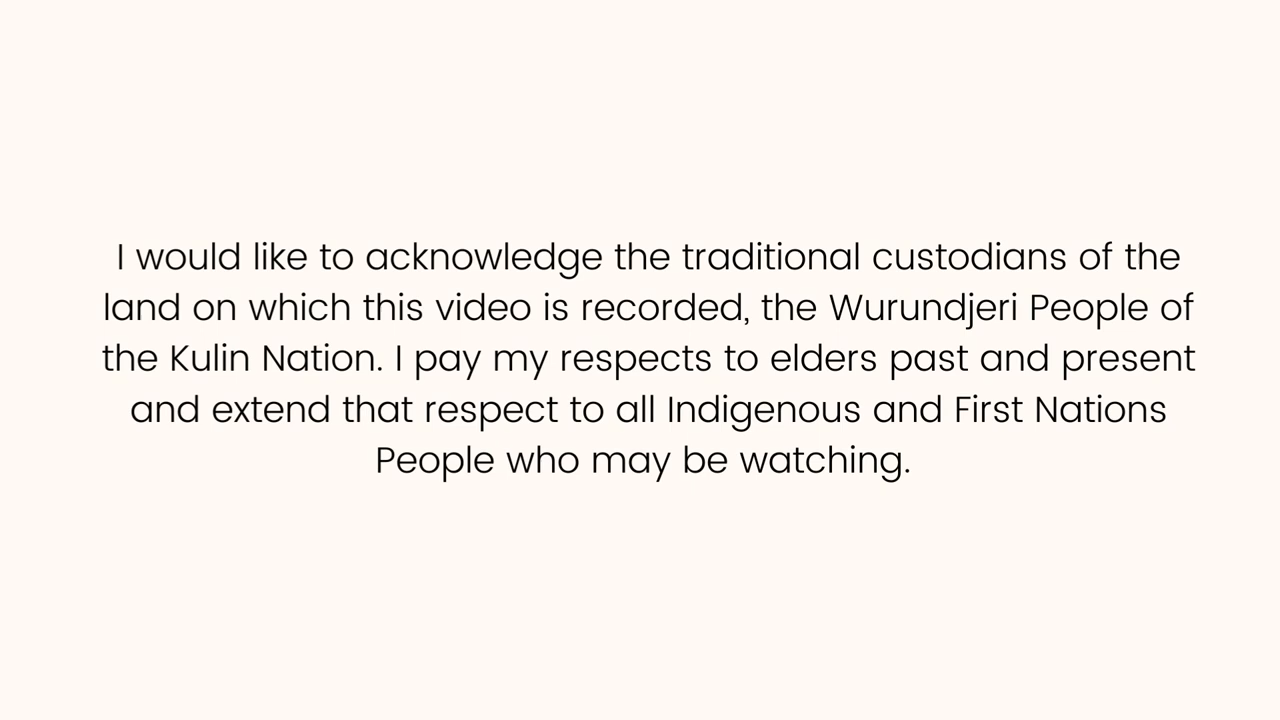 I would like to acknowledge the traditional custodians of the
land on which this video is recorded, the Wurundjeri People of
the Kulin Nation. I pay my respects to elders past and present
and extend that respect to all Indigenous and First Nations
People who may be watching.